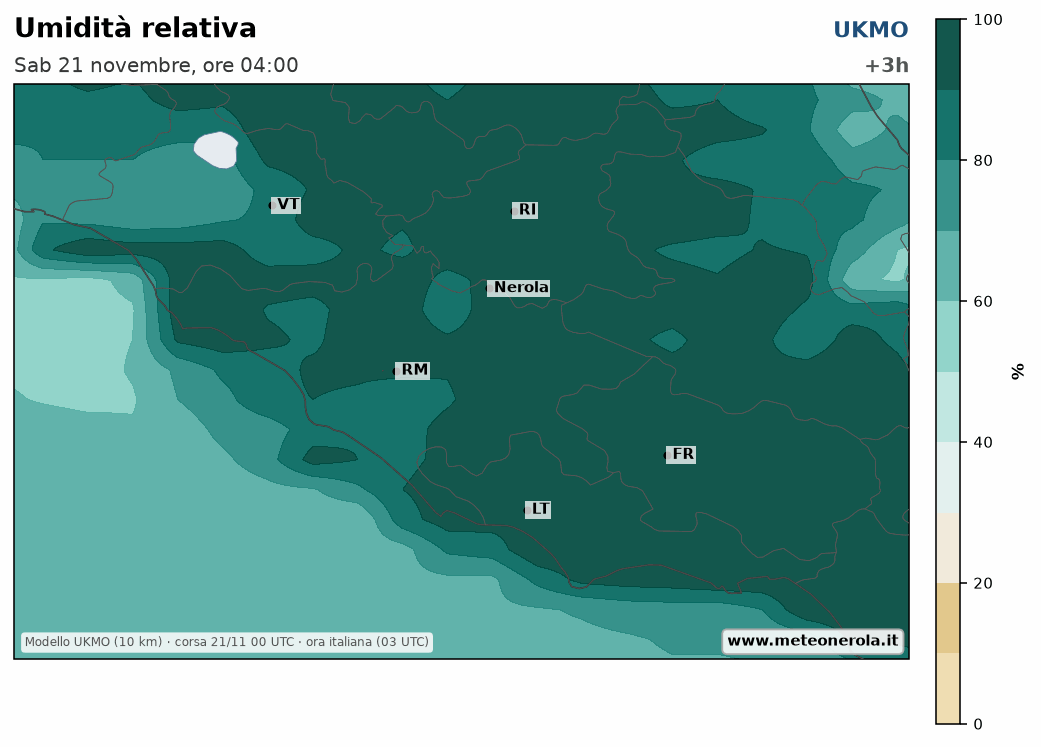 Umidità relativa
UKMO
Sab 21 novembre, ore 04:00
+3h
VT
RI
Nerola
RM
FR
LT
Modello UKMO (10 km) · corsa 21/11 00 UTC · ora italiana (03 UTC)
www.meteonerola.it
100
80
60
40
20
0
%